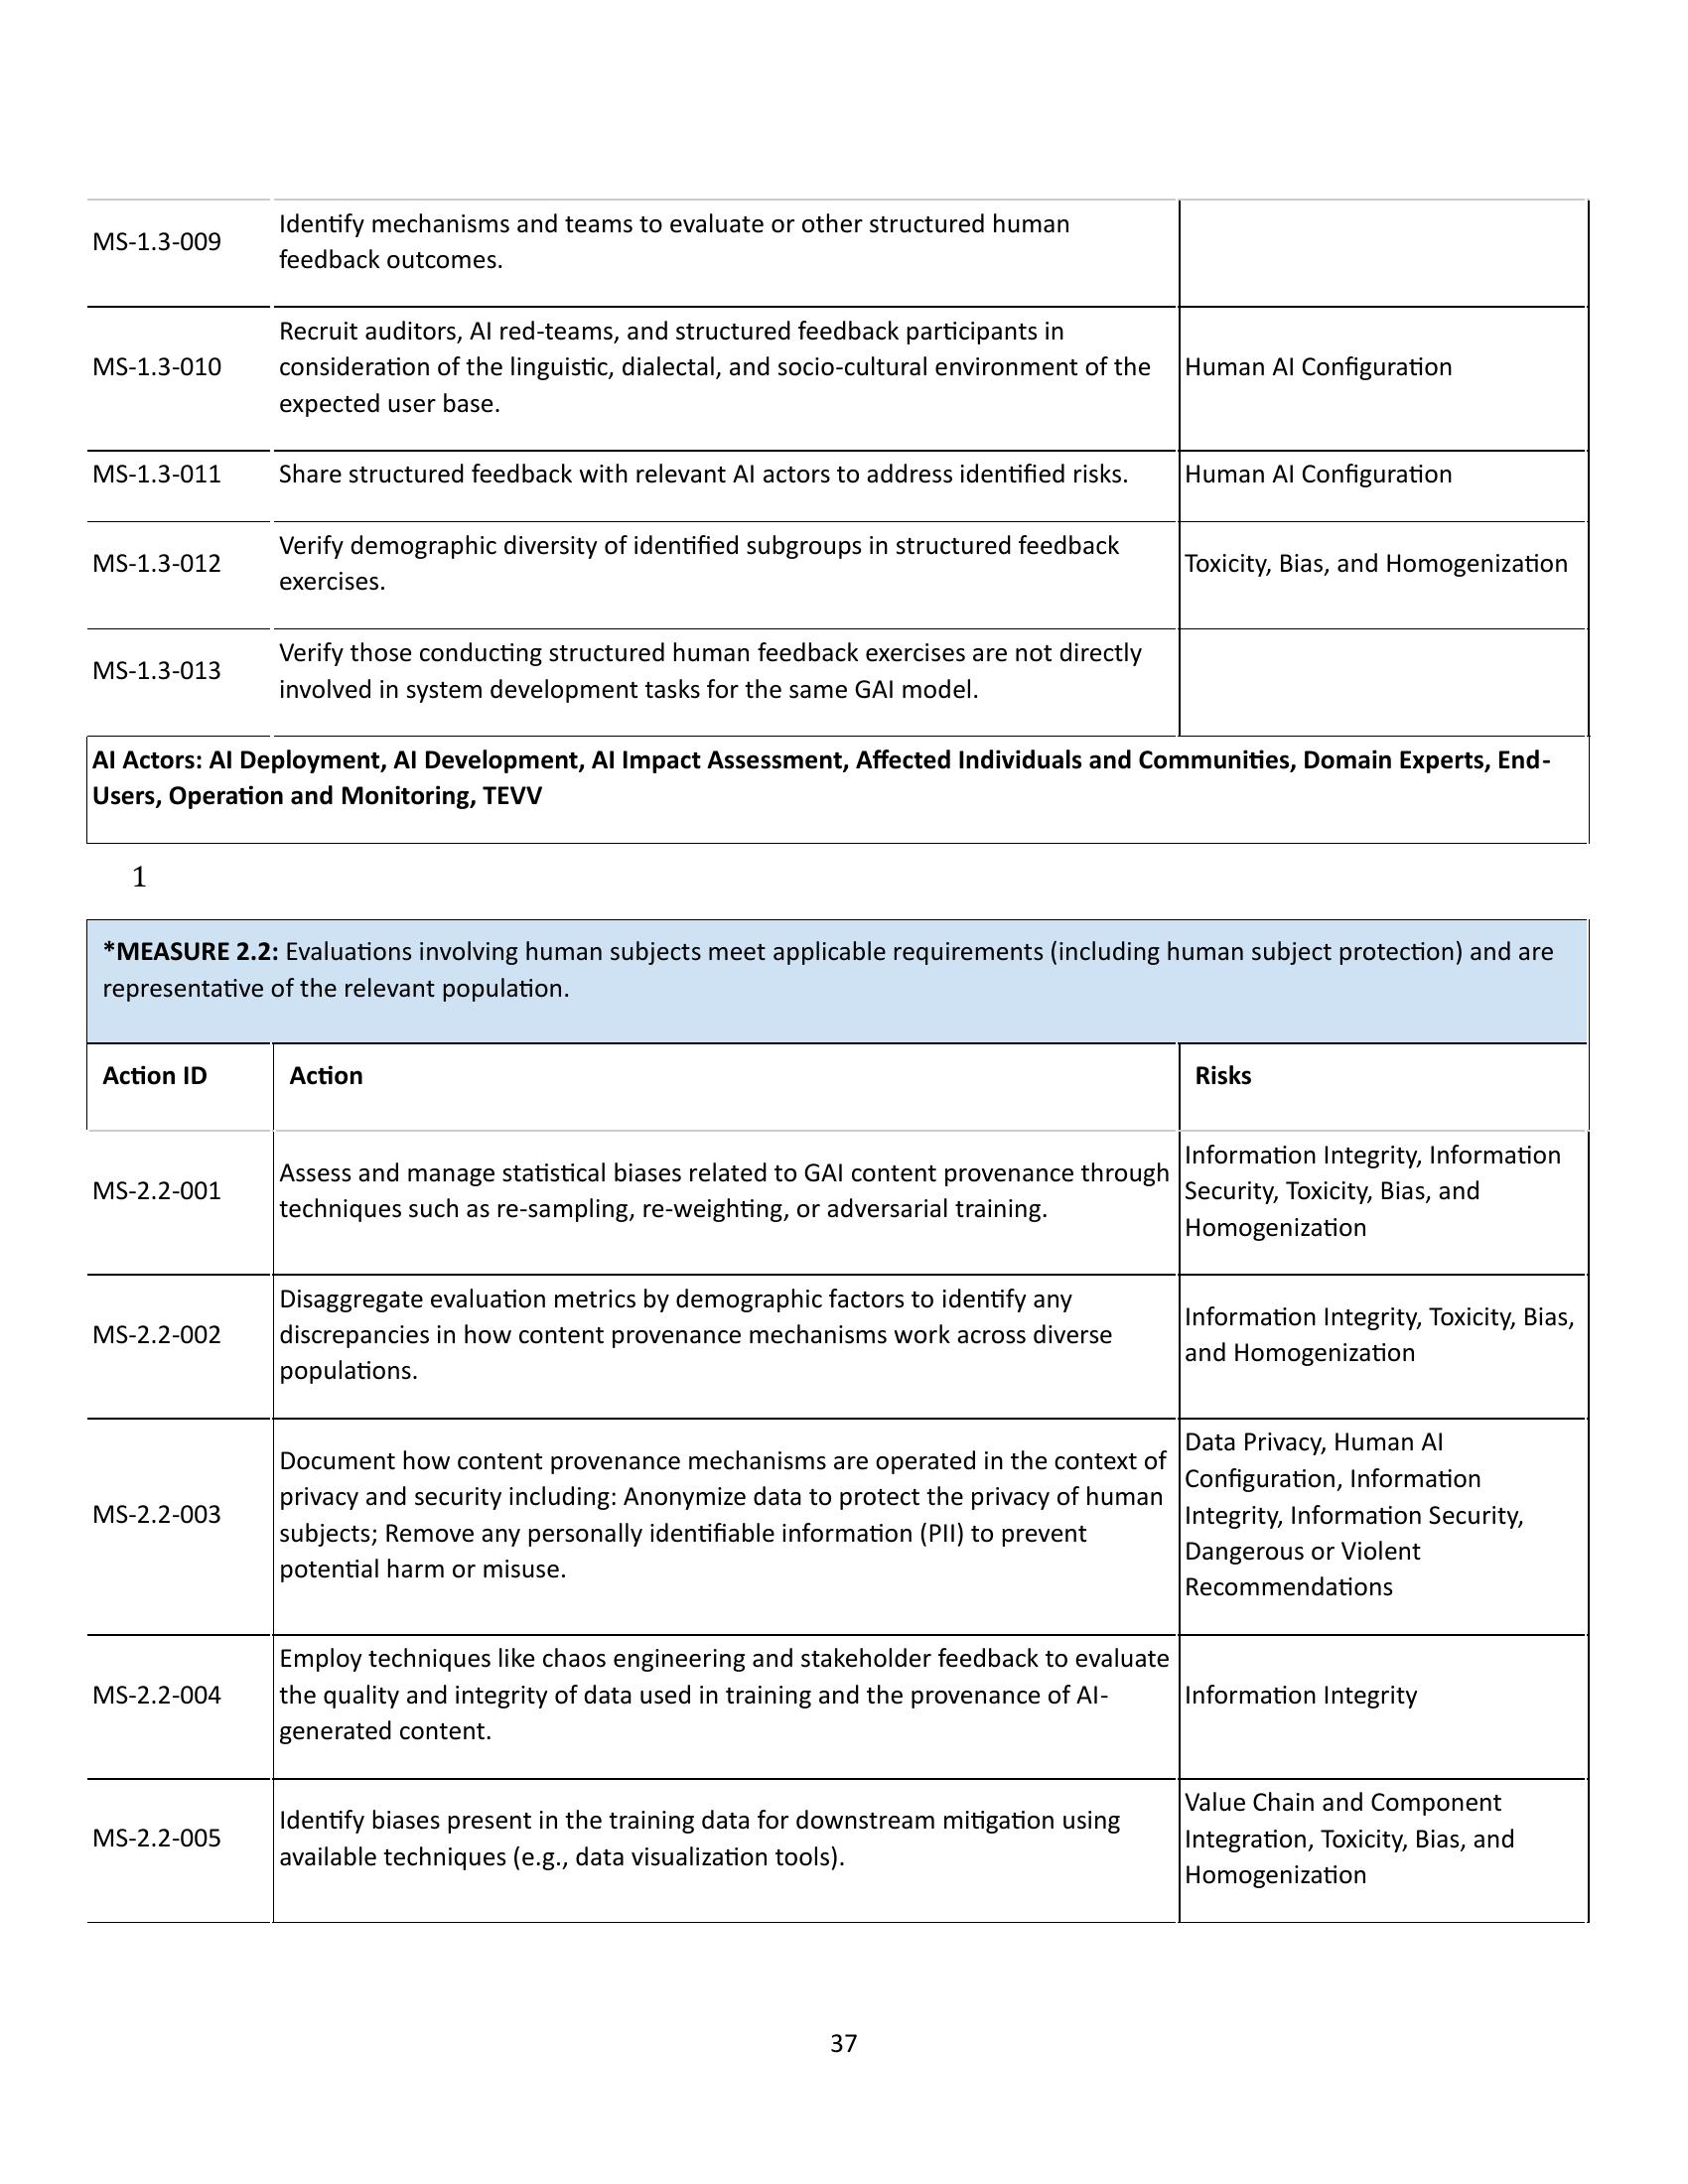 MS-1.3-009
Identify mechanisms and teams to evaluate or other structured human
feedback outcomes.
MS-1.3-010
Recruit auditors, AI red-teams, and structured feedback participants in
consideration of the linguistic, dialectal, and socio-cultural environment of the
expected user base.
Human AI Configuration
MS-1.3-011
Share structured feedback with relevant AI actors to address identified risks.
Human AI Configuration
MS-1.3-012
Verify demographic diversity of identified subgroups in structured feedback
exercises.
Toxicity, Bias, and Homogenization
MS-1.3-013
Verify those conducting structured human feedback exercises are not directly
involved in system development tasks for the same GAI model.
AI Actors: AI Deployment, AI Development, AI Impact Assessment, Affected Individuals and Communities, Domain Experts, End-
Users, Operation and Monitoring, TEVV
1
*MEASURE 2.2: Evaluations involving human subjects meet applicable requirements (including human subject protection) and are
representative of the relevant population.
Action ID
Action
Risks
MS-2.2-001
Assess and manage statistical biases related to GAI content provenance through
techniques such as re-sampling, re-weighting, or adversarial training.
Information Integrity, Information
Security, Toxicity, Bias, and
Homogenization
MS-2.2-002
Disaggregate evaluation metrics by demographic factors to identify any
discrepancies in how content provenance mechanisms work across diverse
populations.
Information Integrity, Toxicity, Bias,
and Homogenization
MS-2.2-003
Document how content provenance mechanisms are operated in the context of
privacy and security including: Anonymize data to protect the privacy of human
subjects; Remove any personally identifiable information (PII) to prevent
potential harm or misuse.
Data Privacy, Human AI
Configuration, Information
Integrity, Information Security,
Dangerous or Violent
Recommendations
MS-2.2-004
Employ techniques like chaos engineering and stakeholder feedback to evaluate
the quality and integrity of data used in training and the provenance of AI-
generated content.
Information Integrity
MS-2.2-005
Identify biases present in the training data for downstream mitigation using
available techniques (e.g., data visualization tools).
Value Chain and Component
Integration, Toxicity, Bias, and
Homogenization
37